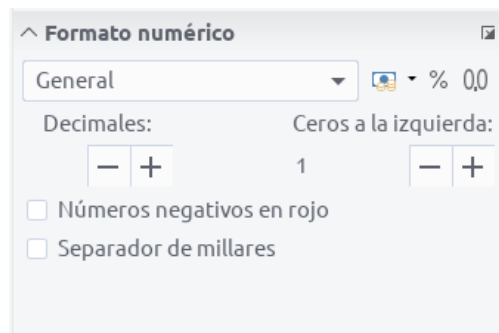 Formato numérico
General % 0,0
Decimales: Ceros a la izquierda:
− + 1 − +
Números negativos en rojo
Separador de millares